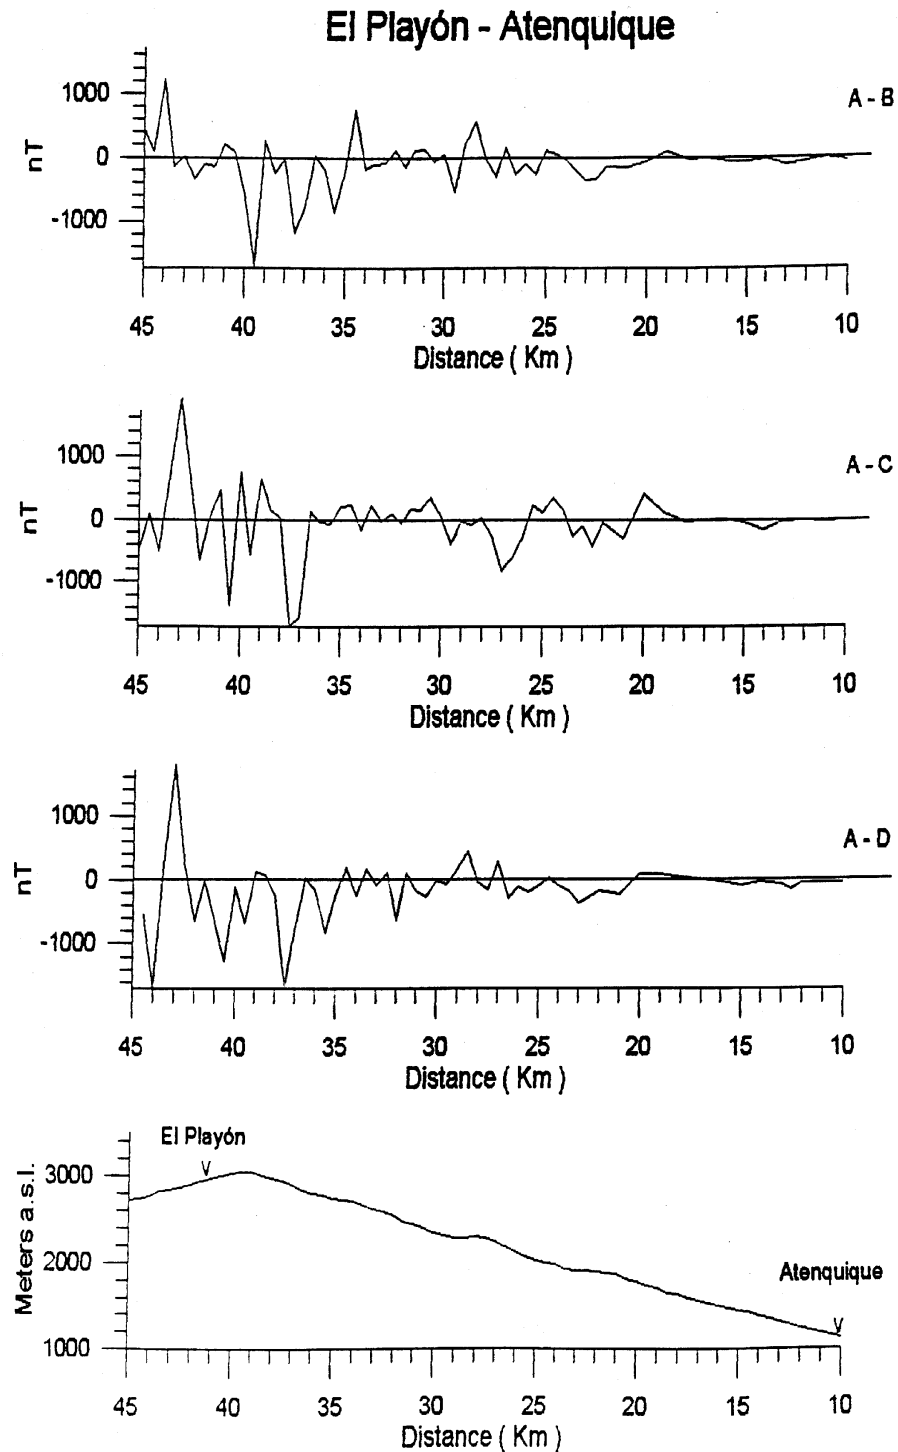 El Playón - Atenquique
A - B
nT
1000
0
-1000
45 40 35 30 25 20 15 10
Distance ( Km )
A - C
nT
1000
0
-1000
45 40 35 30 25 20 15 10
Distance ( Km )
A - D
nT
1000
0
-1000
45 40 35 30 25 20 15 10
Distance ( Km )
El Playón
Meters a.s.l.
3000
2000
1000
Atenquique
45 40 35 30 25 20 15 10
Distance ( Km )